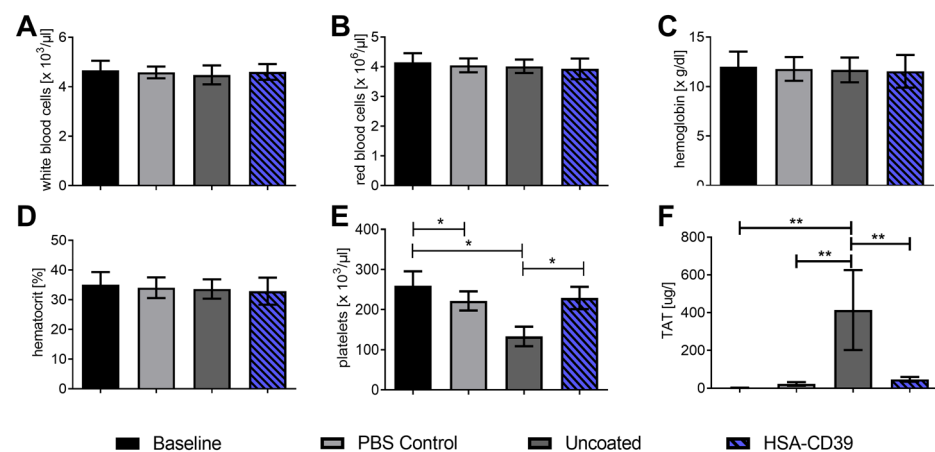 A
white blood cells [x 10³/µl]
6
4
2
0
B
red blood cells [x 10⁶/µl]
5
4
3
2
1
0
C
hemoglobin [x g/dl]
15
10
5
0
D
hematocrit [%]
50
40
30
20
10
0
E
platelets [x 10³/µl]
400
300
200
100
0
*
*
*
F
TAT [ug/]
800
600
400
200
0
**
**
**
Baseline PBS Control Uncoated HSA-CD39